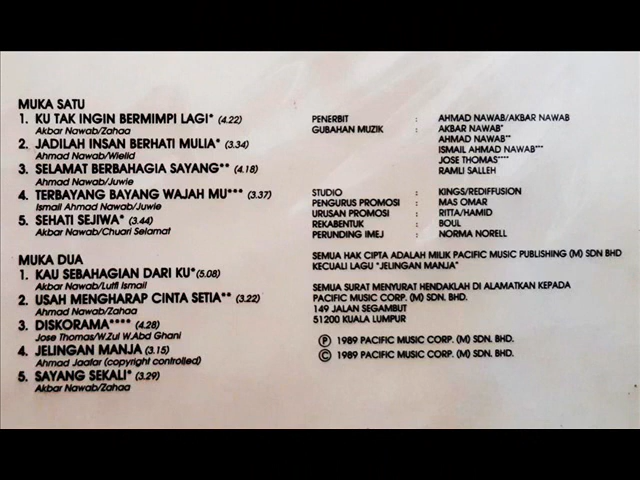 MUKA SATU
1. KU TAK INGIN BERMIMPI LAGI* (4.22)
Akbar Nawab/Zahaa
2. JADILAH INSAN BERHATI MULIA* (3.34)
Ahmad Nawab/Wielid
3. SELAMAT BERBAHAGIA SAYANG** (4.18)
Ahmad Nawab/Juwie
4. TERBAYANG BAYANG WAJAH MU*** (3.37)
Ismail Ahmad Nawab/Juwie
5. SEHATI SEJIWA* (3.44)
Akbar Nawab/Chuari Selamat
MUKA DUA
1. KAU SEBAHAGIAN DARI KU* (5.08)
Akbar Nawab/Lutfi Ismail
2. USAH MENGHARAP CINTA SETIA** (3.22)
Ahmad Nawab/Zahaa
3. DISKORAMA**** (4.28)
Jose Thomas/W.Zul W.Abd Ghani
4. JELINGAN MANJA (3.15)
Ahmad Jaafar (copyright controlled)
5. SAYANG SEKALI* (3.29)
Akbar Nawab/Zahaa
PENERBIT : AHMAD NAWAB/AKBAR NAWAB
GUBAHAN MUZIK : AKBAR NAWAB*
AHMAD NAWAB**
ISMAIL AHMAD NAWAB***
JOSE THOMAS****
RAMLI SALLEH
STUDIO : KINGS/REDIFFUSION
PENGURUS PROMOSI : MAS OMAR
URUSAN PROMOSI : RITTA/HAMID
REKABENTUK : BOUL
PERUNDING IMEJ : NORMA NORELL
SEMUA HAK CIPTA ADALAH MILIK PACIFIC MUSIC PUBLISHING (M) SDN BHD
KECUALI LAGU "JELINGAN MANJA"
SEMUA SURAT MENYURAT HENDAKLAH DI ALAMATKAN KEPADA
PACIFIC MUSIC CORP. (M) SDN. BHD.
149 JALAN SEGAMBUT
51200 KUALA LUMPUR
Ⓟ 1989 PACIFIC MUSIC CORP. (M) SDN. BHD.
© 1989 PACIFIC MUSIC CORP. (M) SDN. BHD.